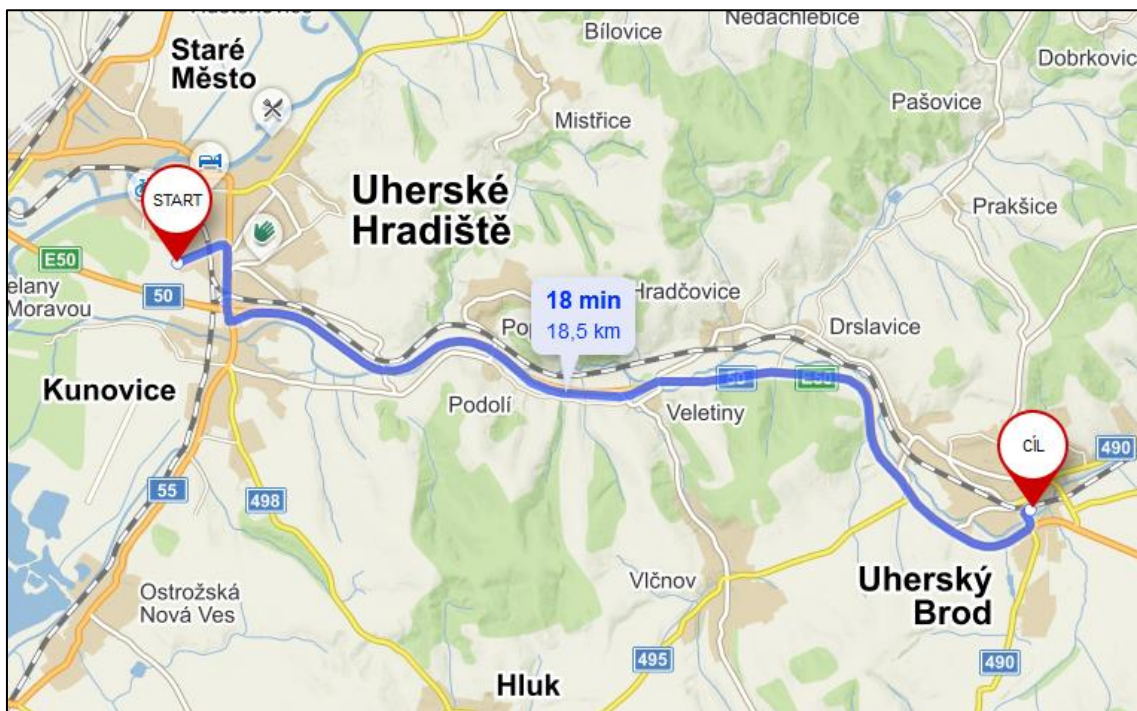 Bílovice
Nedachlebice
Dobrkovic
Staré
Město
Pašovice
Mistřice
START
Uherské
Hradiště
Prakšice
E50
elany
Moravou
50
18 min
18,5 km
Hradčovice
Drslavice
Kunovice
Podolí
50
E50
Veletiny
CÍL
490
55
498
Vlčnov
Uherský
Brod
Ostrožská
Nová Ves
495
490
Hluk